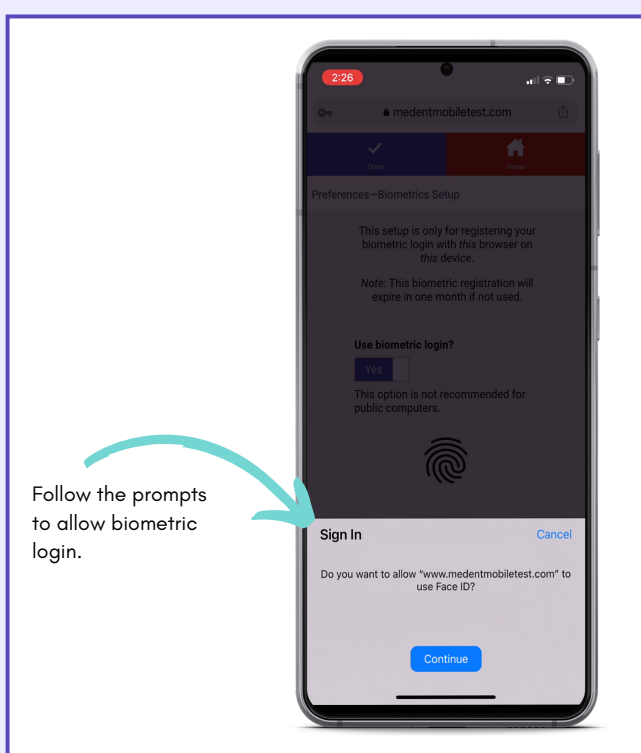 2:26
medentmobiletest.com
Done
Home
Preferences—Biometrics Setup
This setup is only for registering your
biometric login with this browser on
this device.
Note: This biometric registration will
expire in one month if not used.
Use biometric login?
Yes
This option is not recommended for
public computers.
Follow the prompts
to allow biometric
login.
Sign In
Cancel
Do you want to allow “www.medentmobiletest.com” to
use Face ID?
Continue